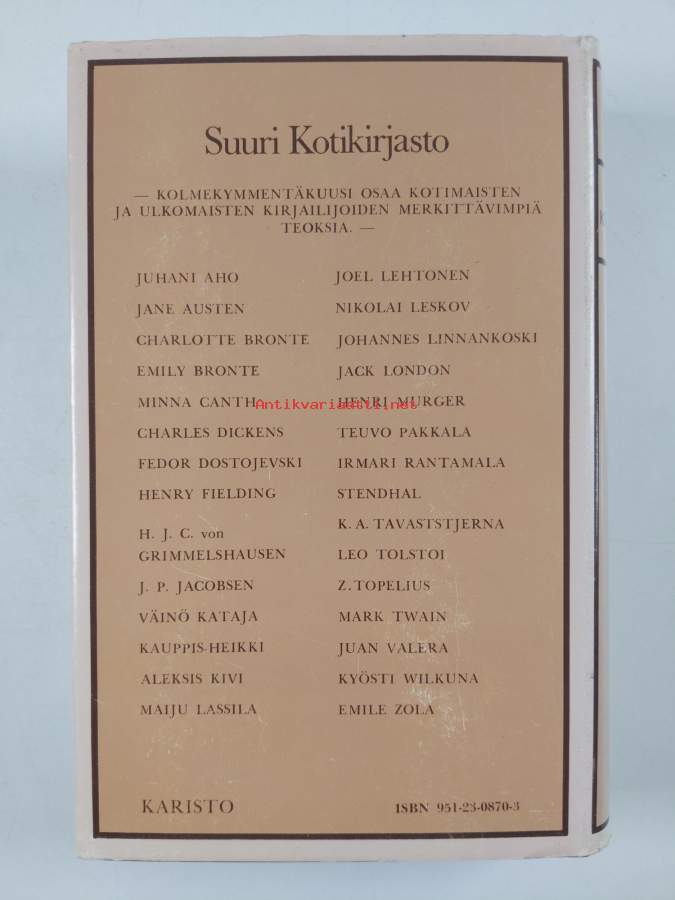 Suuri Kotikirjasto
— KOLMEKYMMENTÄKUUSI OSAA KOTIMAISTEN
JA ULKOMAISTEN KIRJAILIJOIDEN MERKITTÄVIMPIÄ
TEOKSIA. —
JUHANI AHO
JANE AUSTEN
CHARLOTTE BRONTE
EMILY BRONTE
MINNA CANTH
CHARLES DICKENS
FEDOR DOSTOJEVSKI
HENRY FIELDING
H. J. C. von
GRIMMELSHAUSEN
J. P. JACOBSEN
VÄINÖ KATAJA
KAUPPIS-HEIKKI
ALEKSIS KIVI
MAIJU LASSILA
JOEL LEHTONEN
NIKOLAI LESKOV
JOHANNES LINNANKOSKI
JACK LONDON
HENRI MURGER
TEUVO PAKKALA
IRMARI RANTAMALA
STENDHAL
K. A. TAVASTSTJERNA
LEO TOLSTOI
Z. TOPELIUS
MARK TWAIN
JUAN VALERA
KYÖSTI WILKUNA
EMILE ZOLA
Antikvariaatti.net
KARISTO
ISBN 951-23-0870-3